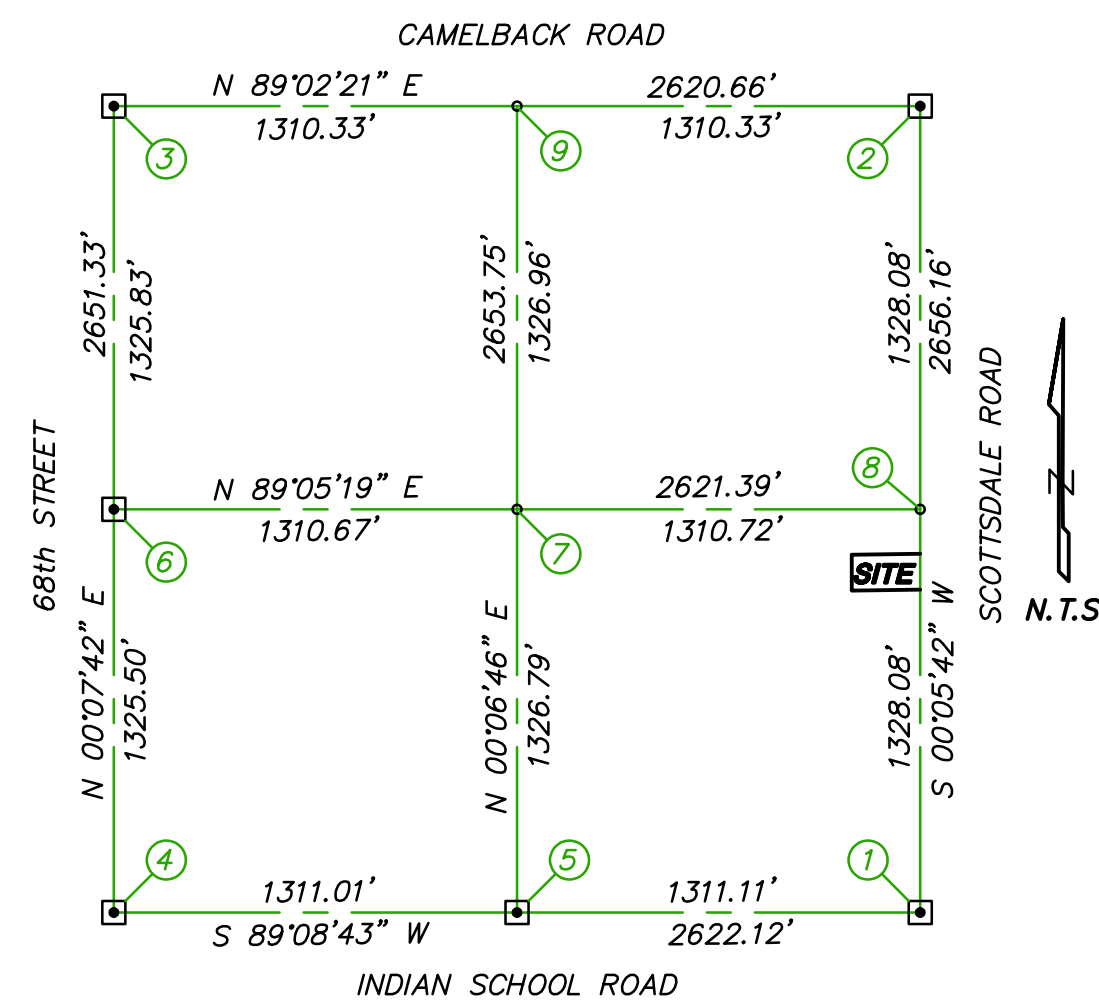 CAMELBACK ROAD
N 89°02'21" E
2620.66'
1310.33'
1310.33'
3
9
2
2651.33'
1325.83'
2653.75'
1326.96'
1328.08'
2656.16'
68th STREET
SCOTTSDALE ROAD
N
N.T.S
N 89°05'19" E
2621.39'
8
1310.67'
1310.72'
6
7
SITE
N 00°07'42" E
1325.50'
N 00°06'46" E
1326.79'
1328.08'
S 00°05'42" W
4
5
1
1311.01'
1311.11'
S 89°08'43" W
2622.12'
INDIAN SCHOOL ROAD